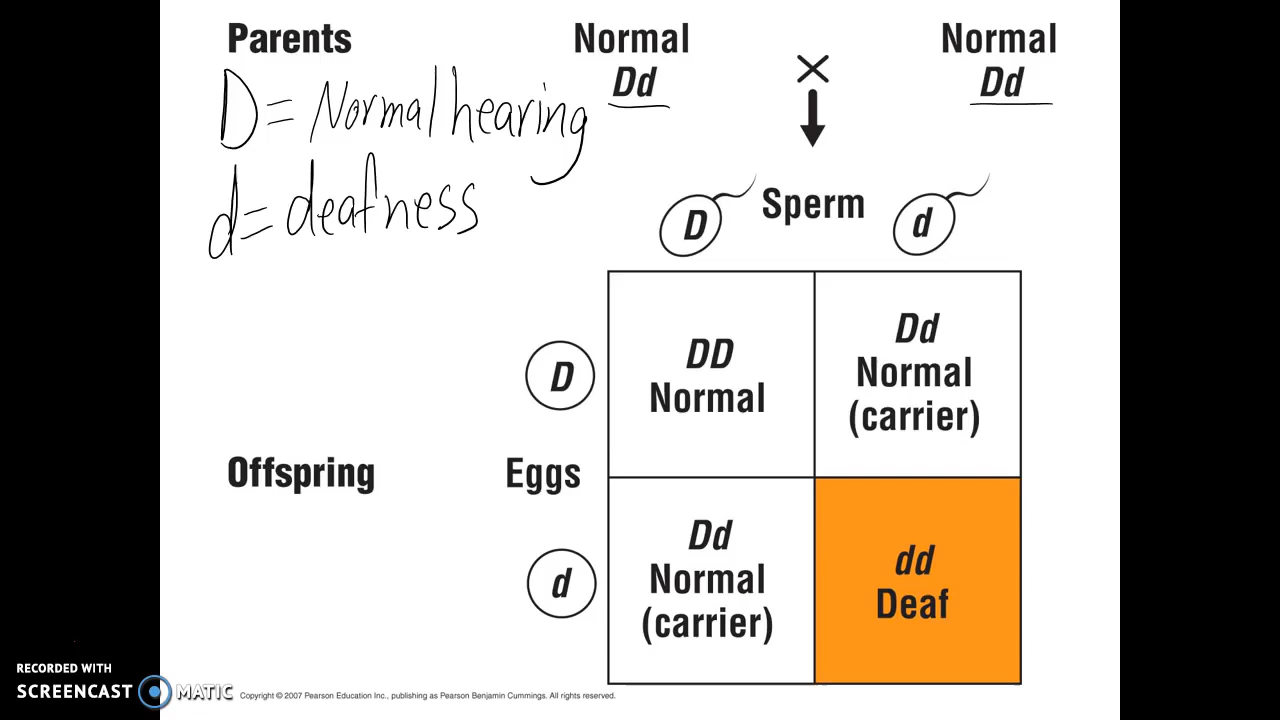 Parents
Normal
Dd
×
Normal
Dd
D = Normal hearing
d = deafness
Sperm
D
d
D
DD
Normal
Dd
Normal
(carrier)
Offspring
Eggs
d
Dd
Normal
(carrier)
dd
Deaf
RECORDED WITH
SCREENCAST MATIC
Copyright © 2007 Pearson Education Inc., publishing as Pearson Benjamin Cummings. All rights reserved.